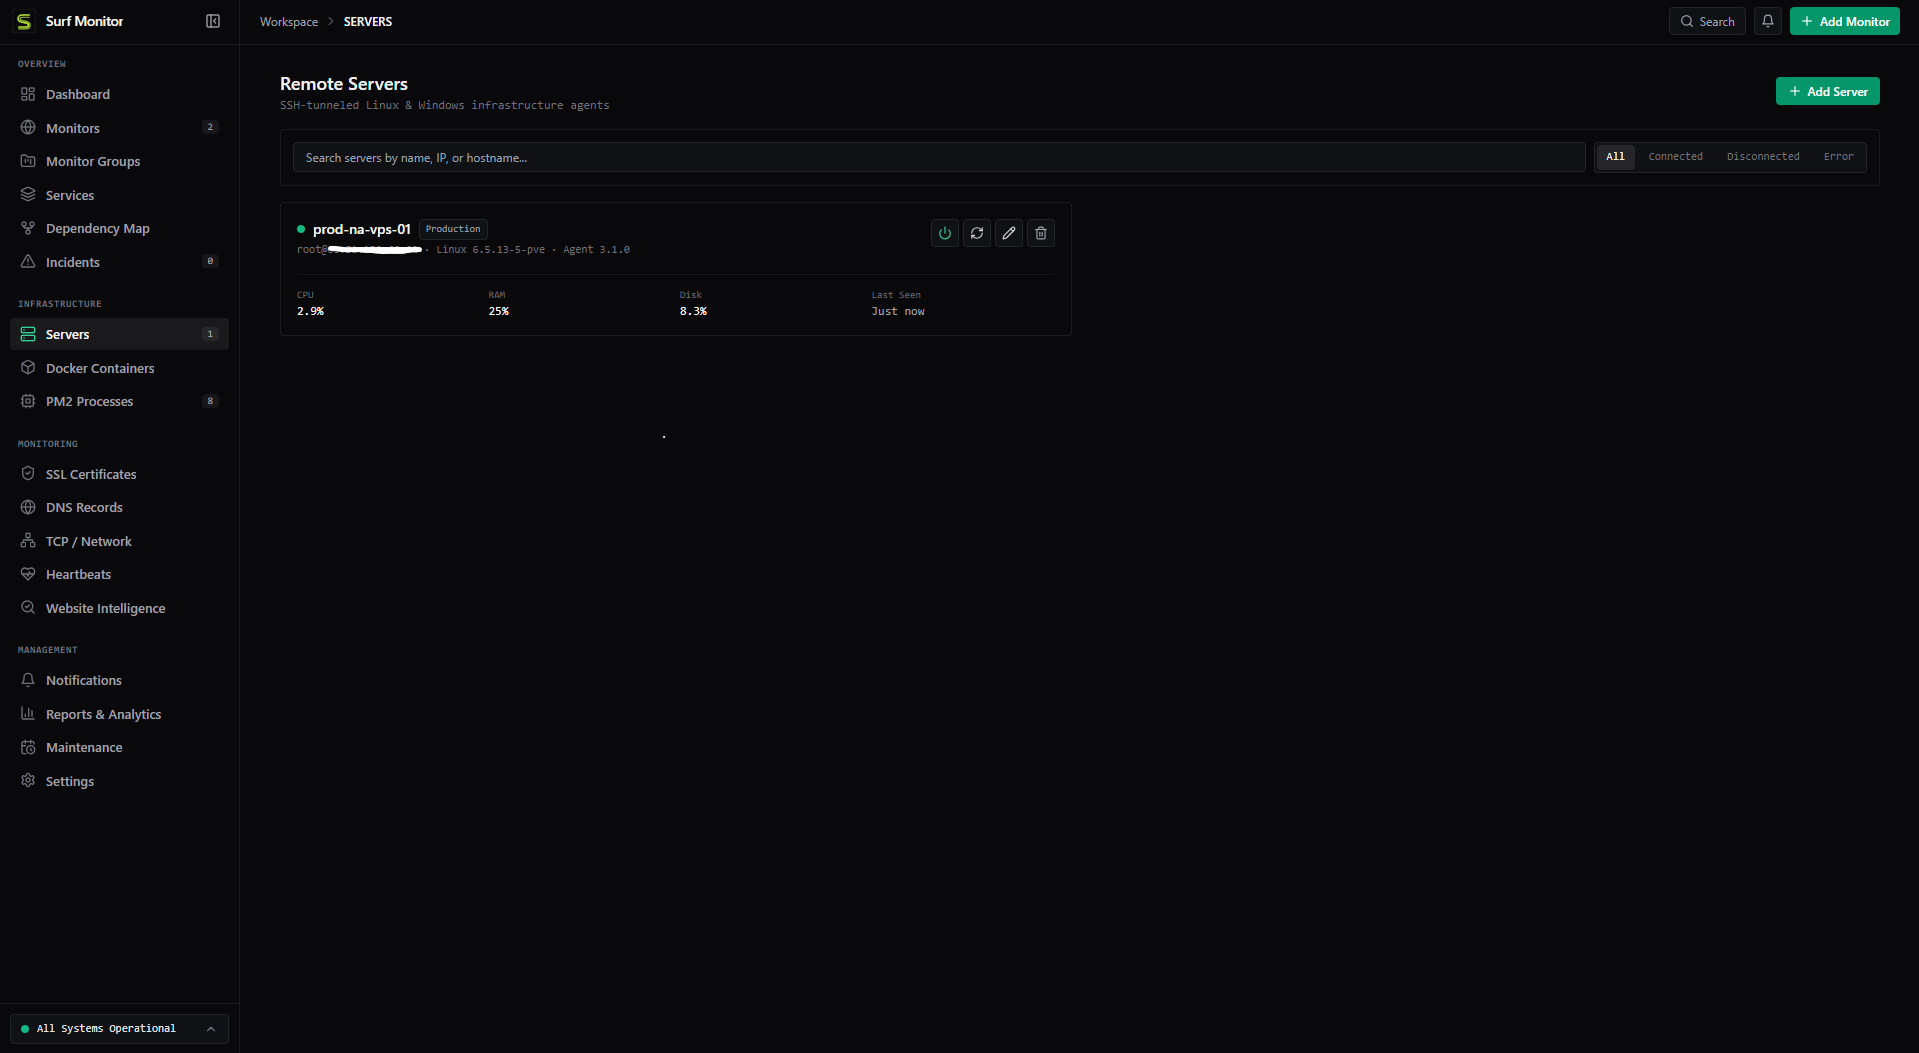 Surf Monitor
Workspace > SERVERS
Search
+ Add Monitor
OVERVIEW
Dashboard
Monitors 2
Monitor Groups
Services
Dependency Map
Incidents 0
INFRASTRUCTURE
Servers 1
Docker Containers
PM2 Processes 8
MONITORING
SSL Certificates
DNS Records
TCP / Network
Heartbeats
Website Intelligence
MANAGEMENT
Notifications
Reports & Analytics
Maintenance
Settings
All Systems Operational
Remote Servers
SSH-tunneled Linux & Windows infrastructure agents
+ Add Server
Search servers by name, IP, or hostname...
All Connected Disconnected Error
prod-na-vps-01 Production
root@ · Linux 6.5.13-5-pve · Agent 3.1.0
CPU RAM Disk Last Seen
2.9% 25% 8.3% Just now